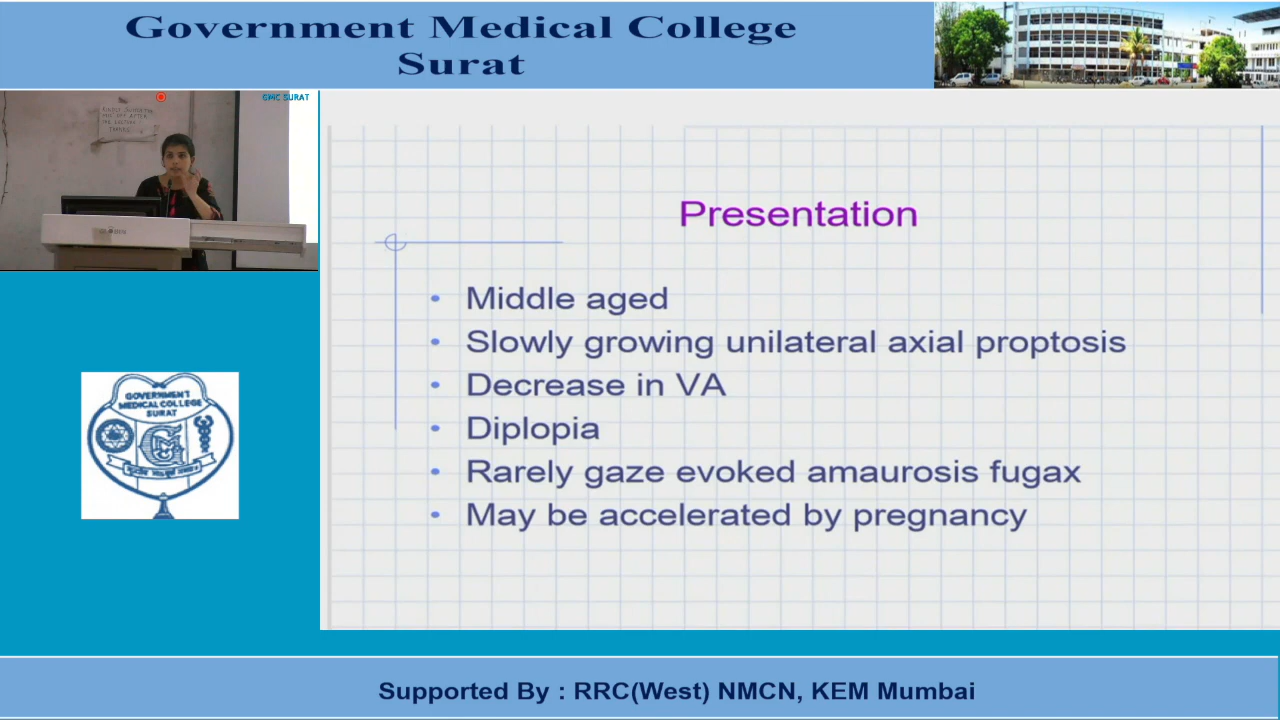 Government Medical College
Surat
GMC SURAT
Presentation
• Middle aged
• Slowly growing unilateral axial proptosis
• Decrease in VA
• Diplopia
• Rarely gaze evoked amaurosis fugax
• May be accelerated by pregnancy
GOVERNMENT
MEDICAL COLLEGE
SURAT
Supported By : RRC(West) NMCN, KEM Mumbai